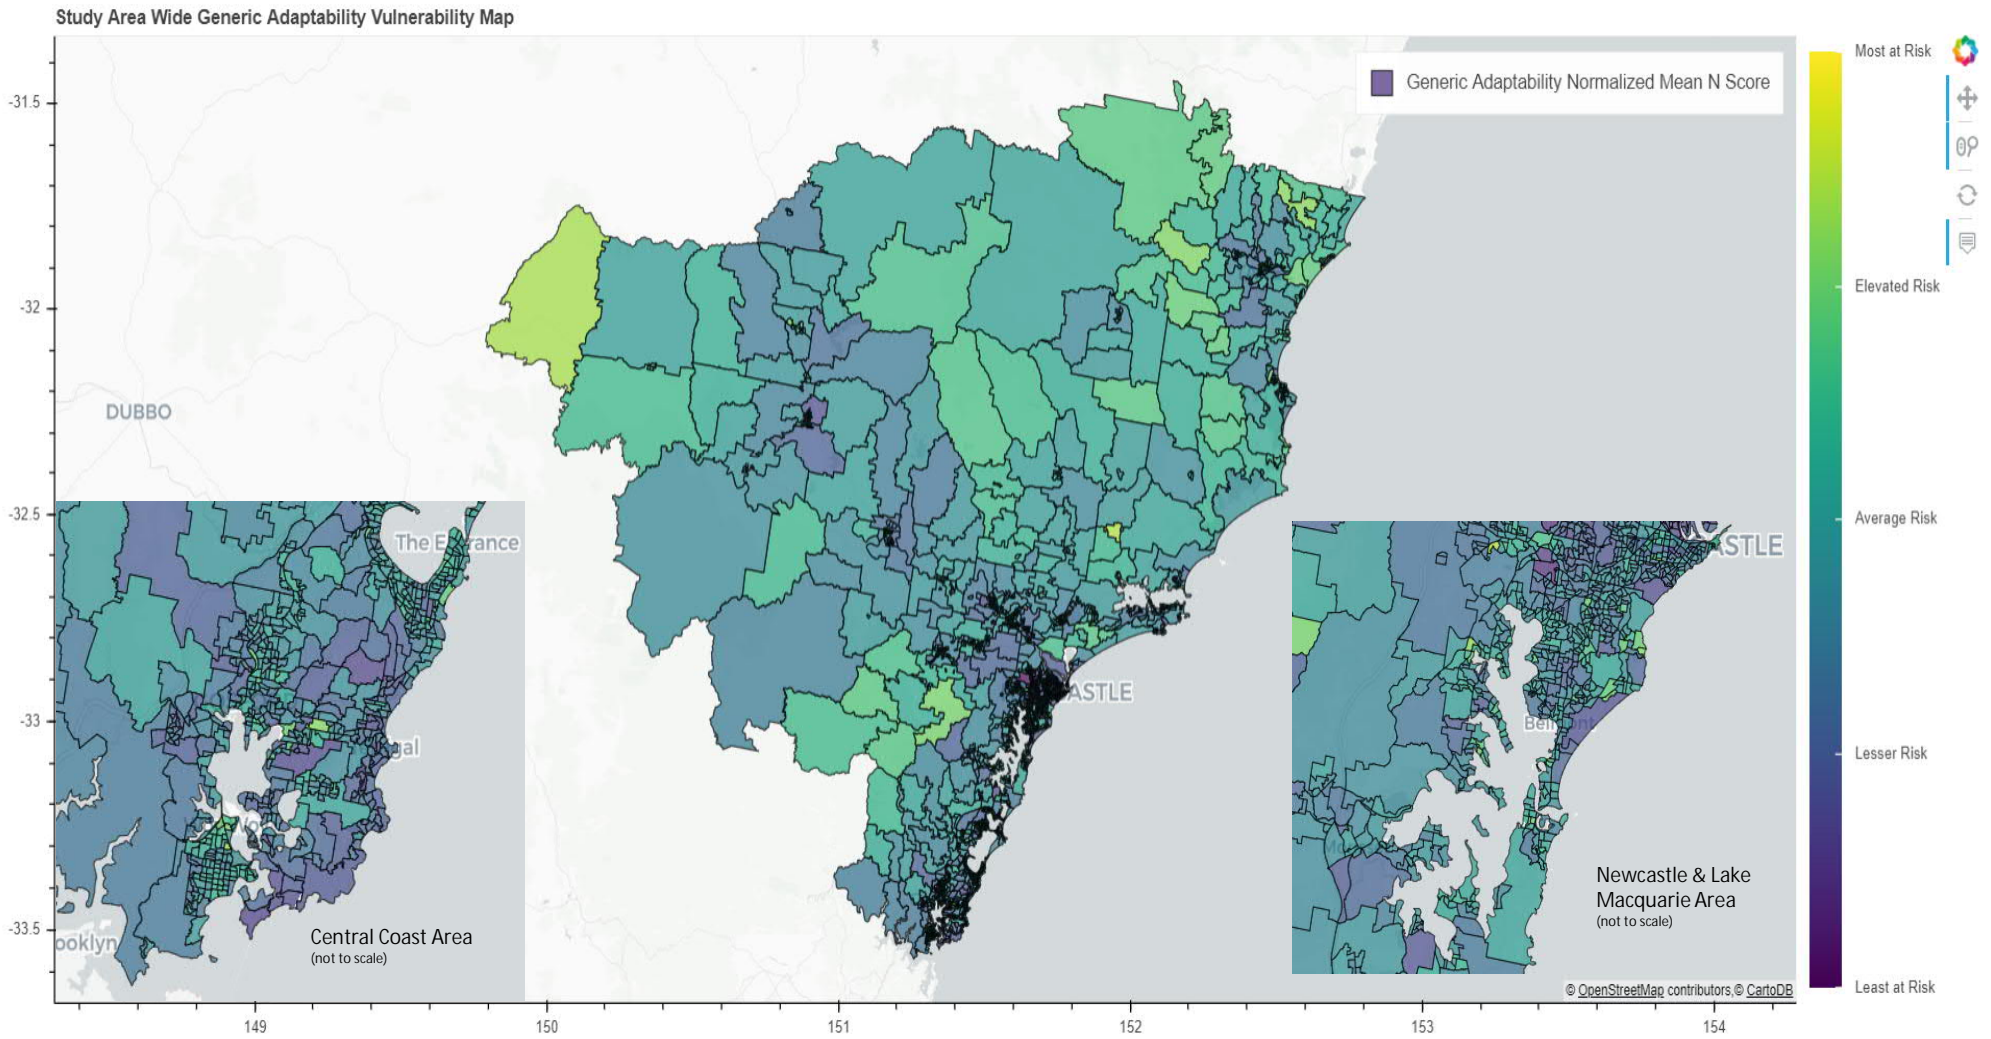 Study Area Wide Generic Adaptability Vulnerability Map
Generic Adaptability Normalized Mean N Score
Most at Risk
Elevated Risk
Average Risk
Lesser Risk
Least at Risk
-31.5
-32
-32.5
-33
-33.5
DUBBO
ASTLE
The E rance
gal
ooklyn
Central Coast Area
(not to scale)
ASTLE
Bel nt
Newcastle & Lake
Macquarie Area
(not to scale)
© OpenStreetMap contributors,© CartoDB
149
150
151
152
153
154